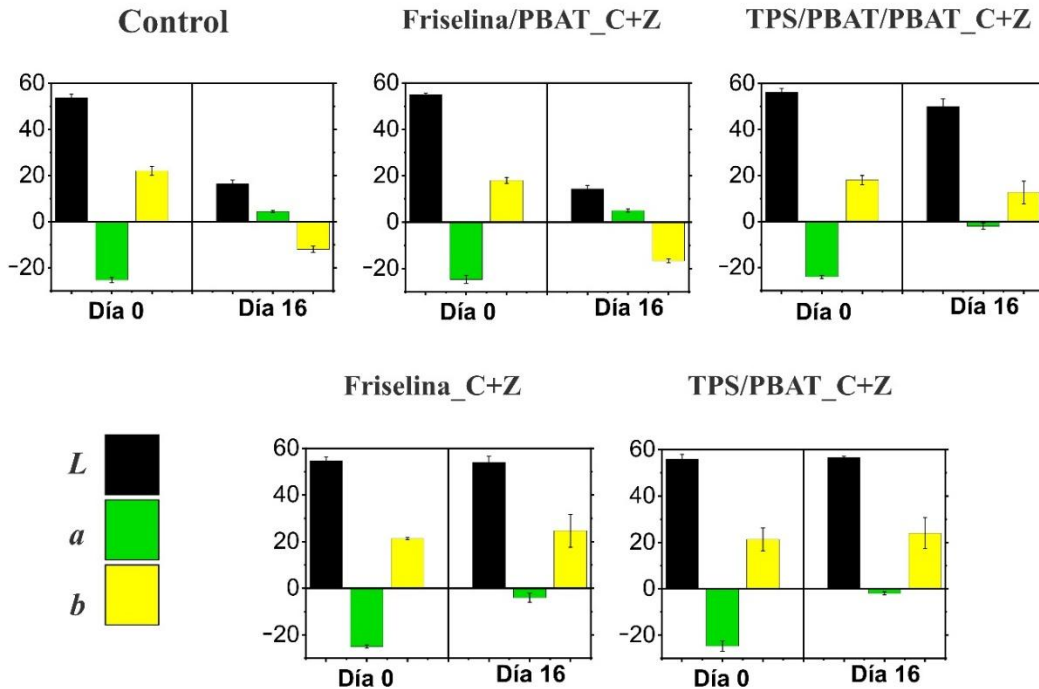 Control
Friselina/PBAT_C+Z
TPS/PBAT/PBAT_C+Z
60
40
20
0
−20
Día 0
Día 16
60
40
20
0
−20
Día 0
Día 16
60
40
20
0
−20
Día 0
Día 16
Friselina_C+Z
TPS/PBAT_C+Z
L
a
b
60
40
20
0
−20
Día 0
Día 16
60
40
20
0
−20
Día 0
Día 16